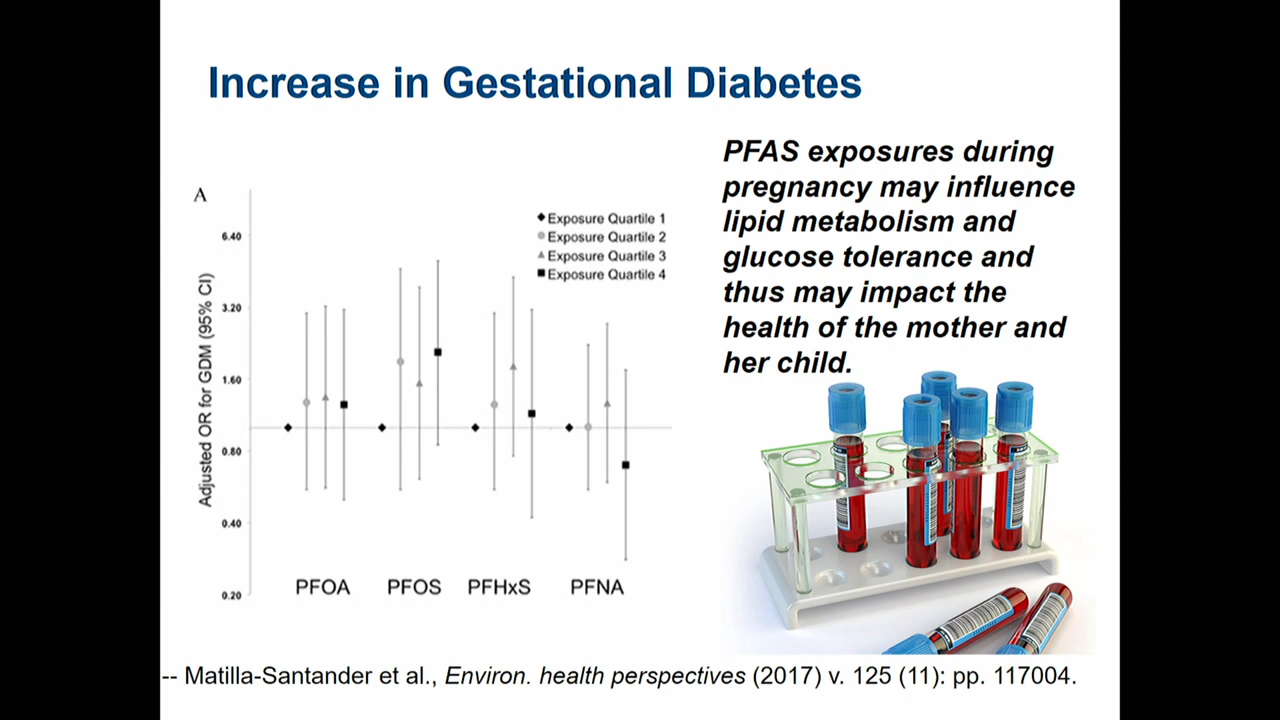 Increase in Gestational Diabetes
PFAS exposures during
pregnancy may influence
lipid metabolism and
glucose tolerance and
thus may impact the
health of the mother and
her child.
A
Exposure Quartile 1
Exposure Quartile 2
Exposure Quartile 3
Exposure Quartile 4
Adjusted OR for GDM (95% CI)
6.40
3.20
1.60
0.80
0.40
0.20
PFOA PFOS PFHxS PFNA
-- Matilla-Santander et al., Environ. health perspectives (2017) v. 125 (11): pp. 117004.